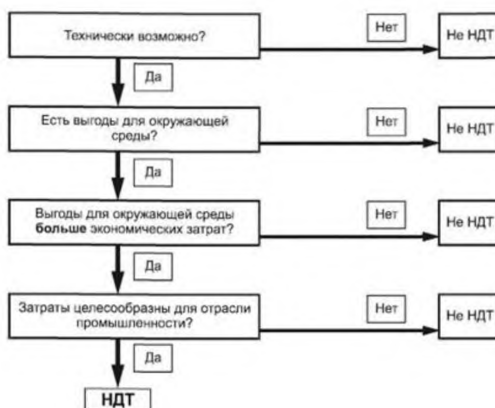 Технически возможно?
Нет
Не НДТ
Да
Есть выгоды для окружающей
среды?
Нет
Не НДТ
Да
Выгоды для окружающей среды
больше экономических затрат?
Нет
Не НДТ
Да
Затраты целесообразны для отрасли
промышленности?
Нет
Не НДТ
Да
НДТ